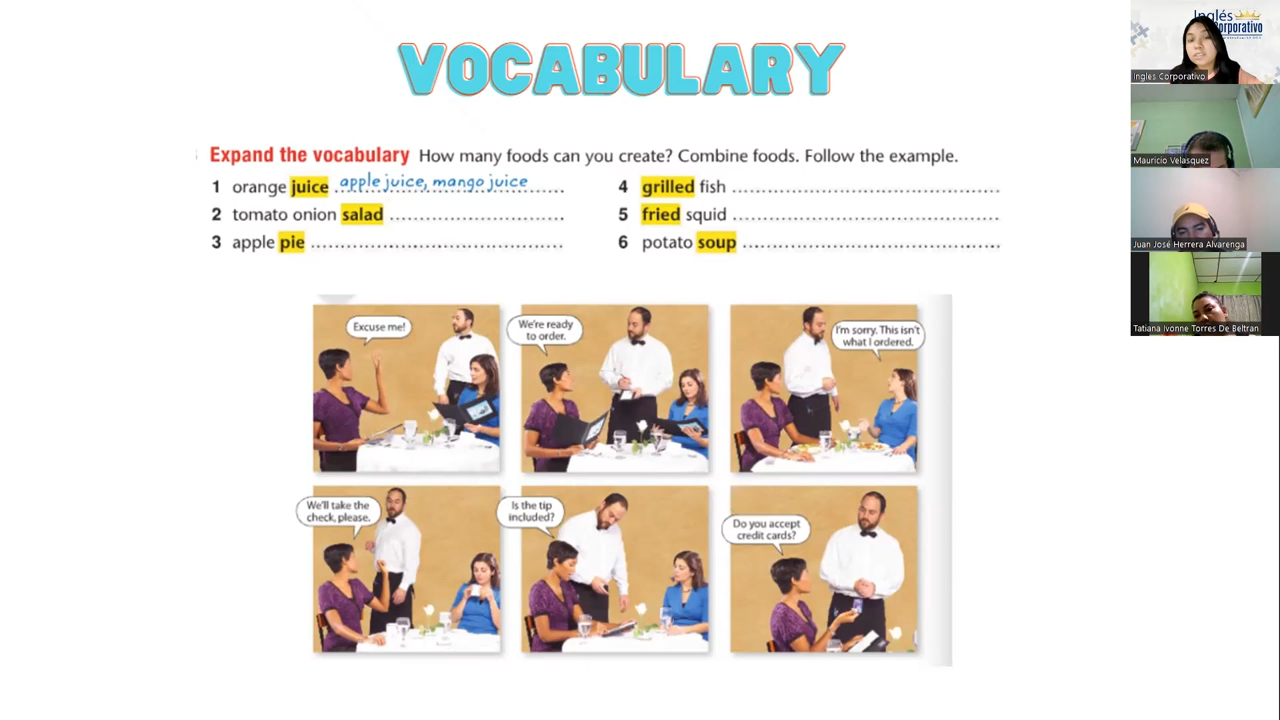 VOCABULARY
Expand the vocabulary How many foods can you create? Combine foods. Follow the example.
1 orange juice apple juice, mango juice
2 tomato onion salad
3 apple pie
4 grilled fish
5 fried squid
6 potato soup
Excuse me!
We're ready
to order.
I'm sorry. This isn't
what I ordered.
We'll take the
check, please.
Is the tip
included?
Do you accept
credit cards?
Inglés
Corporativo
Ingles Corporativo
Mauricio Velasquez
Juan José Herrera Alvarenga
Tatiana Ivonne Torres De Beltran